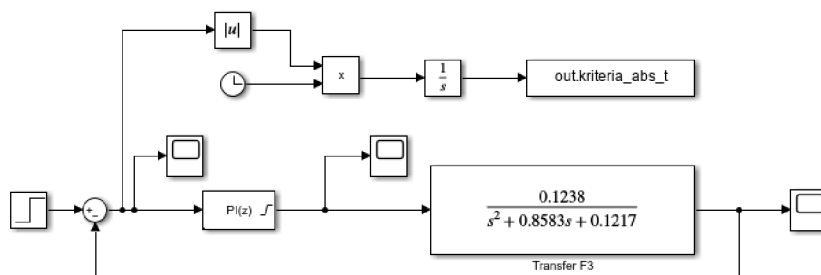 |u|
x
1
s
out.kriteria_abs_t
+
−
PI(z)
0.1238
s² + 0.8583s + 0.1217
Transfer F3